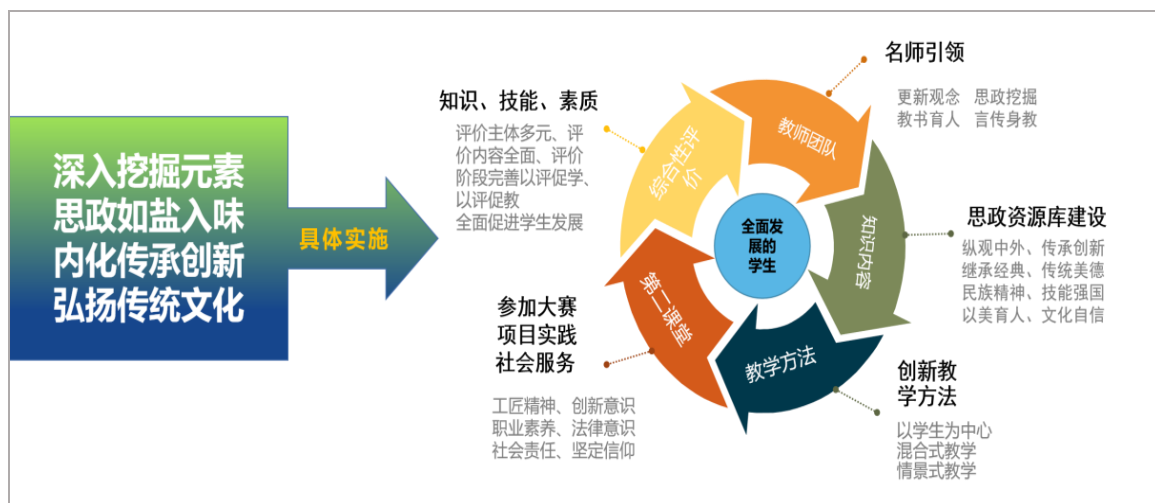 深入挖掘元素
思政如盐入味
内化传承创新
弘扬传统文化
具体实施
知识、技能、素质
评价主体多元、评
价内容全面、评价
阶段完善以评促学、
以评促教
全面促进学生发展
参加大赛
项目实践
社会服务
工匠精神、创新意识
职业素养、法律意识
社会责任、坚定信仰
综合性评
价
教师团队
知识内容
教学方法
第二课堂
全面发
展的
学生
名师引领
更新观念 思政挖掘
教书育人 言传身教
思政资源库建设
纵观中外、传承创新
继承经典、传统美德
民族精神、技能强国
以美育人、文化自信
创新教
学方法
以学生为中心
混合式教学
情景式教学